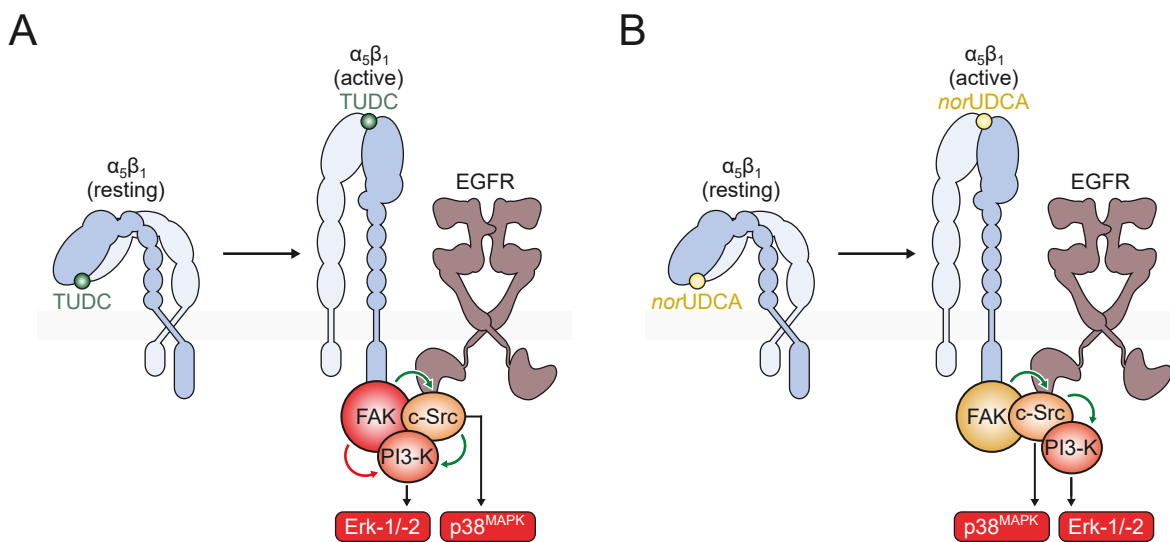 A
α₅β₁
(active)
TUDC
α₅β₁
(resting)
TUDC
EGFR
FAK
c-Src
PI3-K
Erk-1/-2
p38ᴹᴬᴾᴷ
B
α₅β₁
(active)
norUDCA
α₅β₁
(resting)
norUDCA
EGFR
FAK
c-Src
PI3-K
p38ᴹᴬᴾᴷ
Erk-1/-2